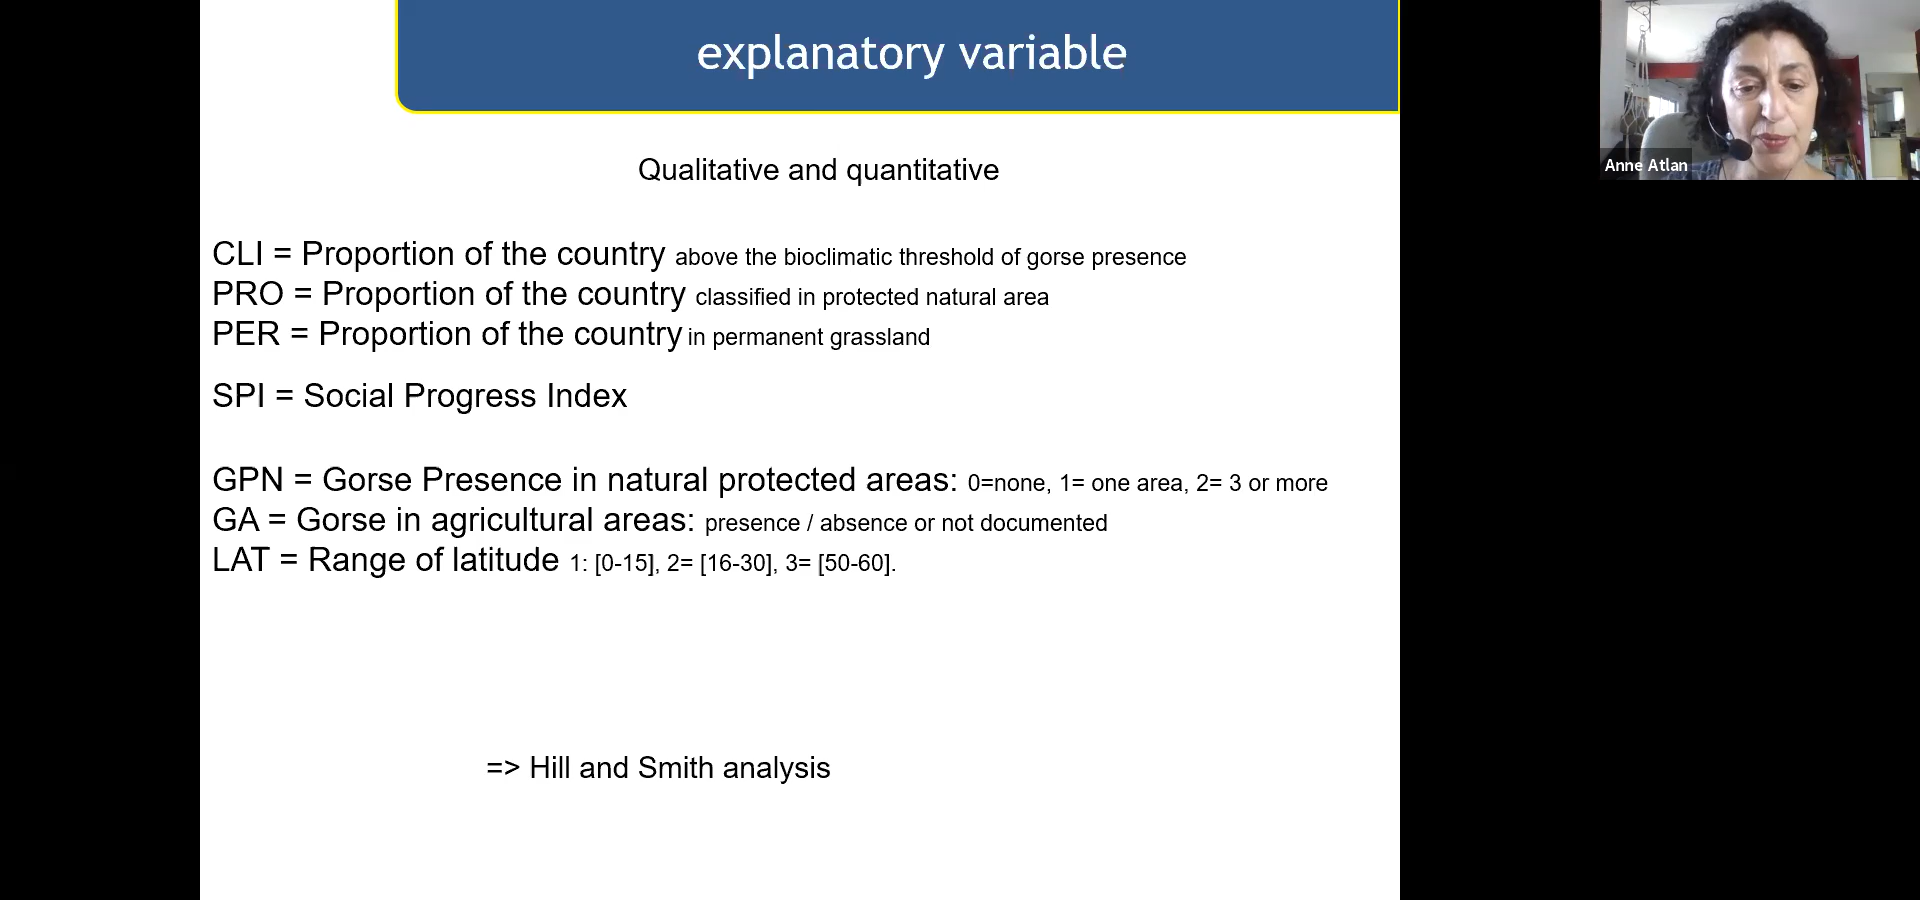 explanatory variable
Anne Atlan
Qualitative and quantitative
CLI = Proportion of the country above the bioclimatic threshold of gorse presence
PRO = Proportion of the country classified in protected natural area
PER = Proportion of the country in permanent grassland
SPI = Social Progress Index
GPN = Gorse Presence in natural protected areas: 0=none, 1= one area, 2= 3 or more
GA = Gorse in agricultural areas: presence / absence or not documented
LAT = Range of latitude 1: [0-15], 2= [16-30], 3= [50-60].
=> Hill and Smith analysis